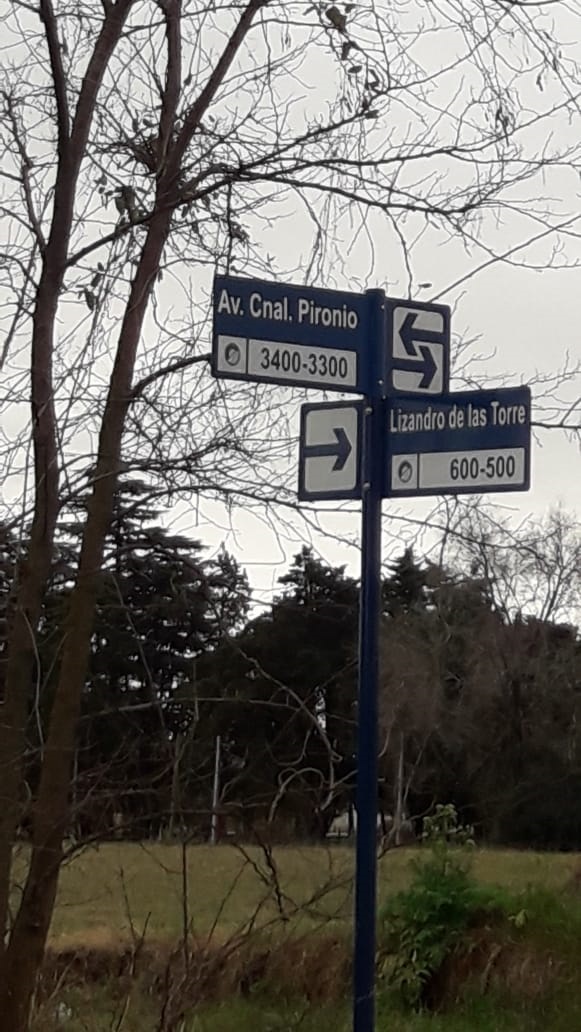 Av. Cnal. Pironio
3400-3300
Lizandro de las Torre
600-500